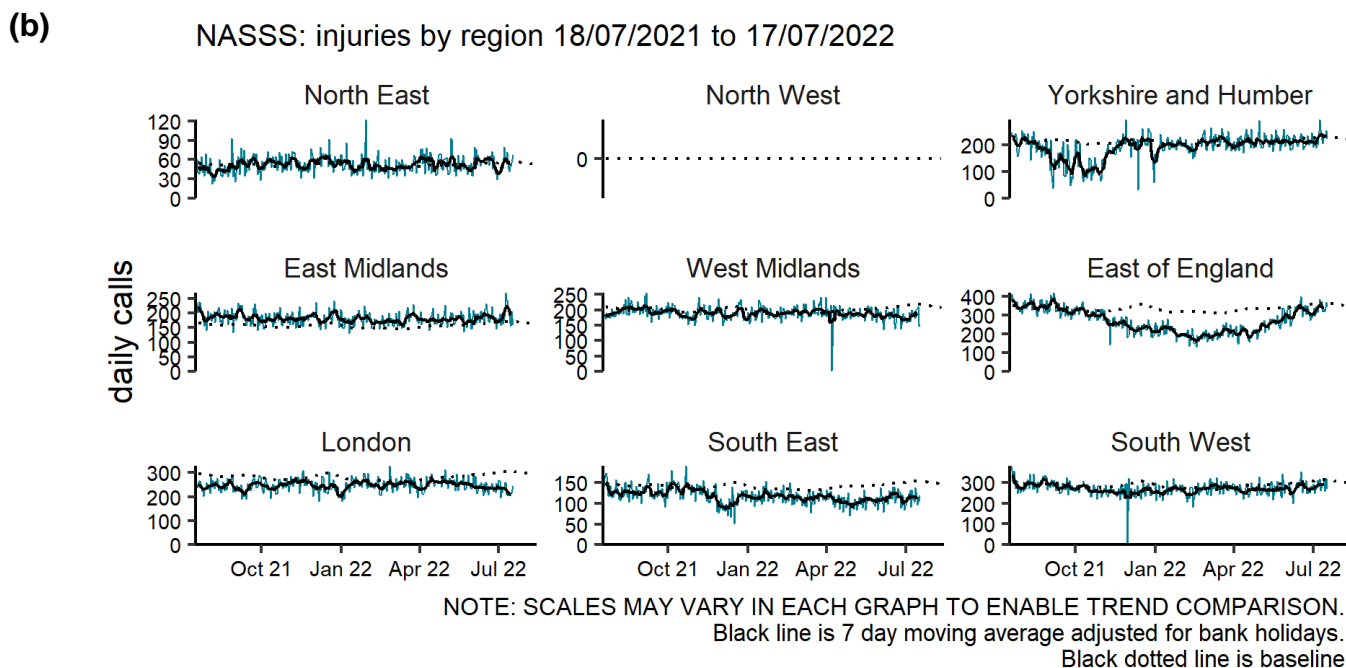 (b)
NASSS: injuries by region 18/07/2021 to 17/07/2022
North East
North West
Yorkshire and Humber
120
90
60
30
0
0
200
100
0
daily calls
East Midlands
West Midlands
East of England
250
200
150
100
50
0
250
200
150
100
50
0
400
300
200
100
0
London
South East
South West
300
200
100
0
150
100
50
0
300
200
100
0
Oct 21 Jan 22 Apr 22 Jul 22
Oct 21 Jan 22 Apr 22 Jul 22
Oct 21 Jan 22 Apr 22 Jul 22
NOTE: SCALES MAY VARY IN EACH GRAPH TO ENABLE TREND COMPARISON.
Black line is 7 day moving average adjusted for bank holidays.
Black dotted line is baseline